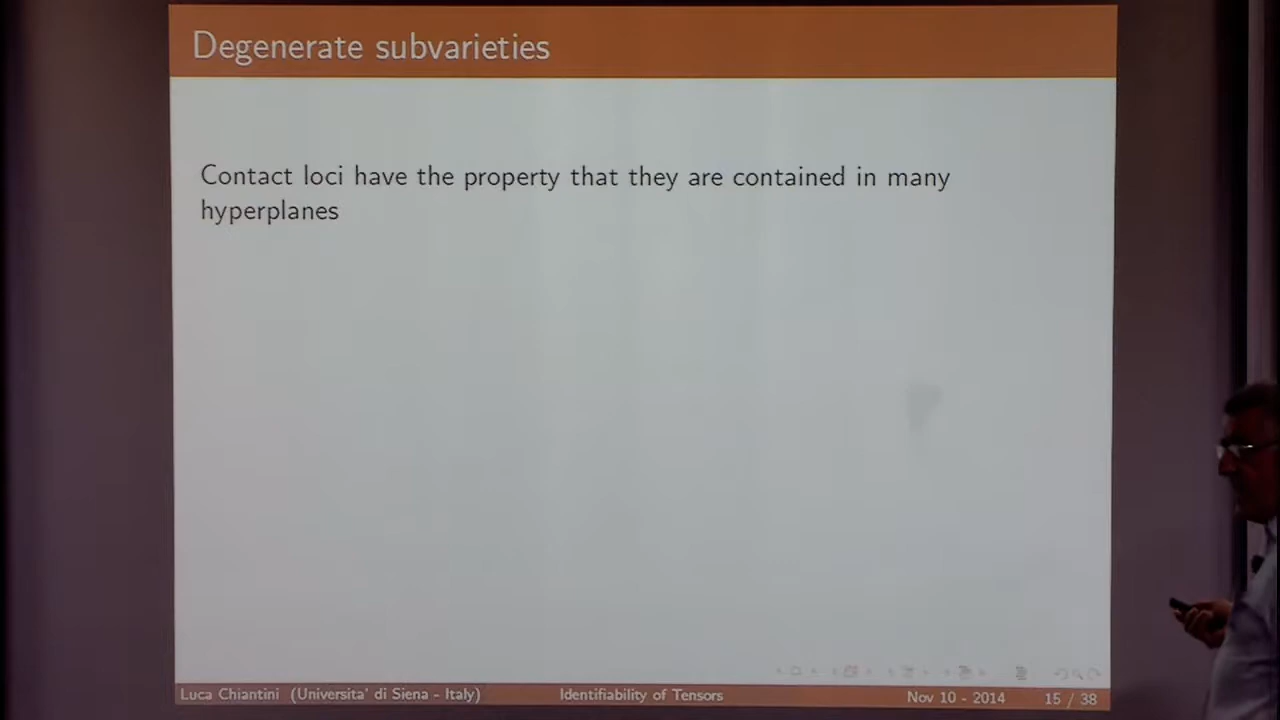 Degenerate subvarieties
Contact loci have the property that they are contained in many
hyperplanes
Luca Chiantini (Universita' di Siena - Italy) Identifiability of Tensors Nov 10 - 2014 15 / 38